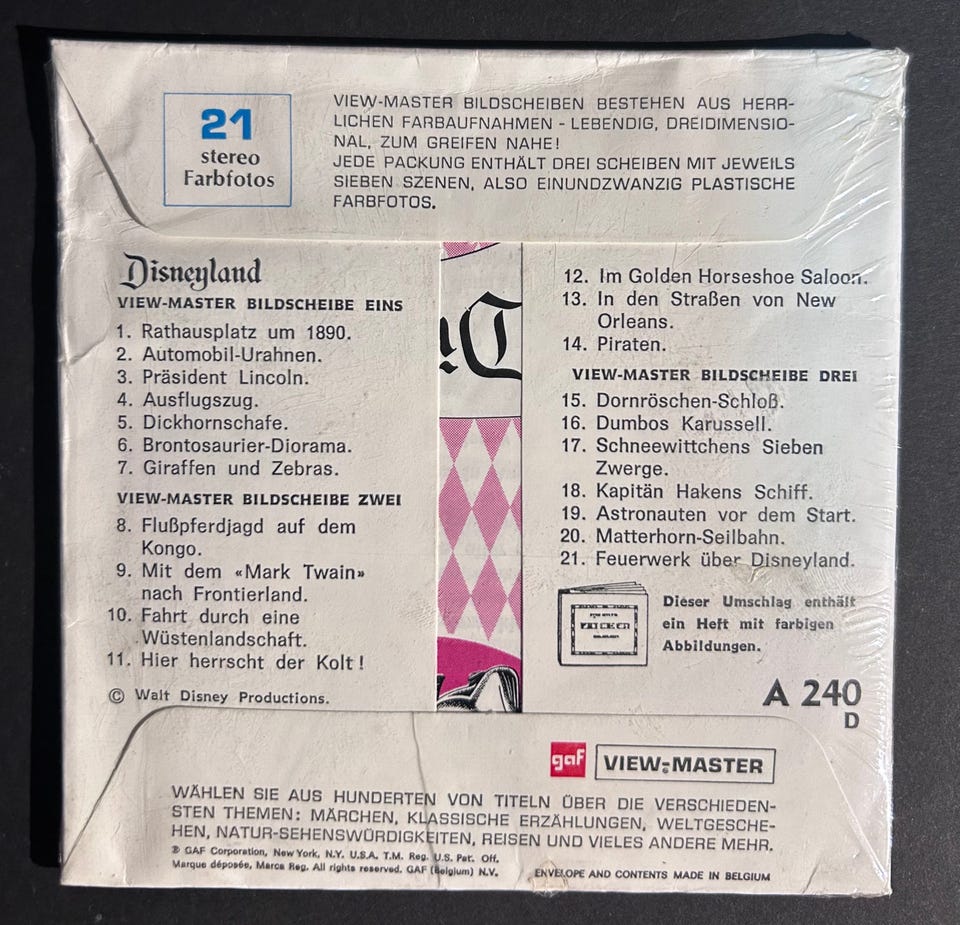 21
stereo
Farbfotos
VIEW-MASTER BILDSCHEIBEN BESTEHEN AUS HERR-
LICHEN FARBAUFNAHMEN - LEBENDIG, DREIDIMENSIO-
NAL, ZUM GREIFEN NAHE!
JEDE PACKUNG ENTHÄLT DREI SCHEIBEN MIT JEWEILS
SIEBEN SZENEN, ALSO EINUNDZWANZIG PLASTISCHE
FARBFOTOS.
Disneyland
VIEW-MASTER BILDSCHEIBE EINS
1. Rathausplatz um 1890.
2. Automobil-Urahnen.
3. Präsident Lincoln.
4. Ausflugszug.
5. Dickhornschafe.
6. Brontosaurier-Diorama.
7. Giraffen und Zebras.
VIEW-MASTER BILDSCHEIBE ZWEI
8. Flußpferdjagd auf dem
Kongo.
9. Mit dem «Mark Twain»
nach Frontierland.
10. Fahrt durch eine
Wüstenlandschaft.
11. Hier herrscht der Kolt!
© Walt Disney Productions.
12. Im Golden Horseshoe Saloon.
13. In den Straßen von New
Orleans.
14. Piraten.
VIEW-MASTER BILDSCHEIBE DREI
15. Dornröschen-Schloß.
16. Dumbos Karussell.
17. Schneewittchens Sieben
Zwerge.
18. Kapitän Hakens Schiff.
19. Astronauten vor dem Start.
20. Matterhorn-Seilbahn.
21. Feuerwerk über Disneyland.
Dieser Umschlag enthält
ein Heft mit farbigen
Abbildungen.
A 240
D
gaf VIEW-MASTER
WÄHLEN SIE AUS HUNDERTEN VON TITELN ÜBER DIE VERSCHIEDEN-
STEN THEMEN: MÄRCHEN, KLASSISCHE ERZÄHLUNGEN, WELTGESCHE-
HEN, NATUR-SEHENSWÜRDIGKEITEN, REISEN UND VIELES ANDERE MEHR.
® GAF Corporation, New York, N.Y. U.S.A. T.M. Reg. U.S. Pat. Off.
Marque déposée, Marca Reg. All rights reserved. GAF (Belgium) N.V.
ENVELOPE AND CONTENTS MADE IN BELGIUM